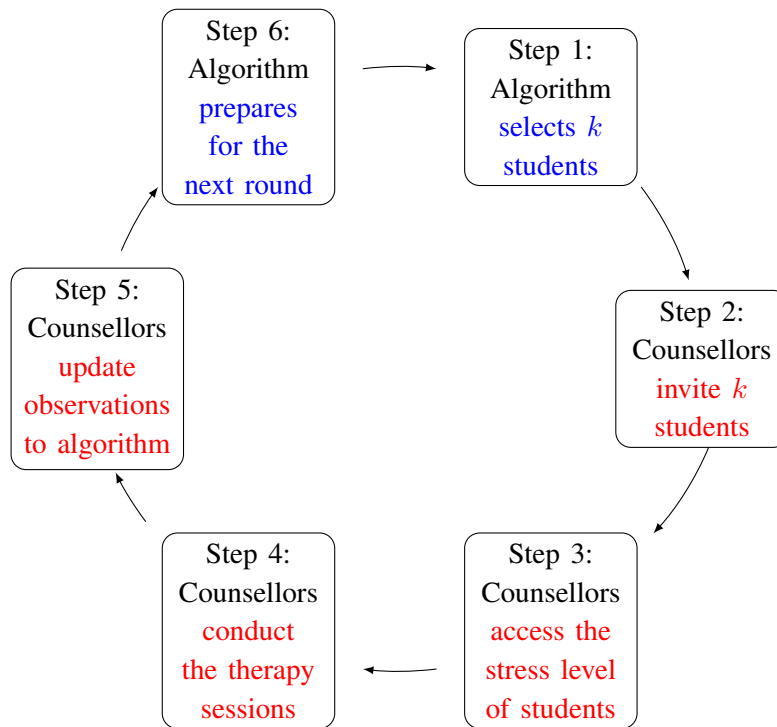 Step 6:
Algorithm
prepares
for the
next round
Step 1:
Algorithm
selects k
students
Step 2:
Counsellors
invite k
students
Step 3:
Counsellors
access the
stress level
of students
Step 4:
Counsellors
conduct
the therapy
sessions
Step 5:
Counsellors
update
observations
to algorithm